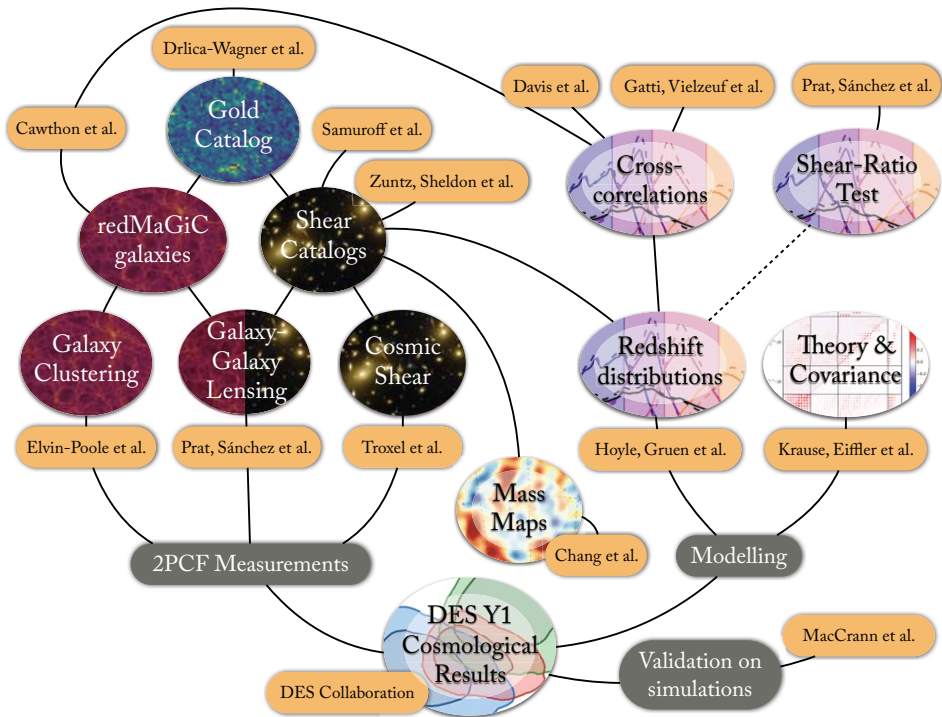 Drlica-Wagner et al.
Gold
Catalog
Cawthon et al.
Samuroff et al.
Zuntz, Sheldon et al.
Davis et al.
Gatti, Vielzeuf et al.
Prat, Sánchez et al.
Cross-
correlations
Shear-Ratio
Test
redMaGiC
galaxies
Shear
Catalogs
Galaxy
Clustering
Galaxy-
Galaxy
Lensing
Cosmic
Shear
Redshift
distributions
Theory &
Covariance
Elvin-Poole et al.
Prat, Sánchez et al.
Troxel et al.
Hoyle, Gruen et al.
Krause, Eiffler et al.
Mass
Maps
Chang et al.
2PCF Measurements
Modelling
DES Y1
Cosmological
Results
DES Collaboration
Validation on
simulations
MacCrann et al.